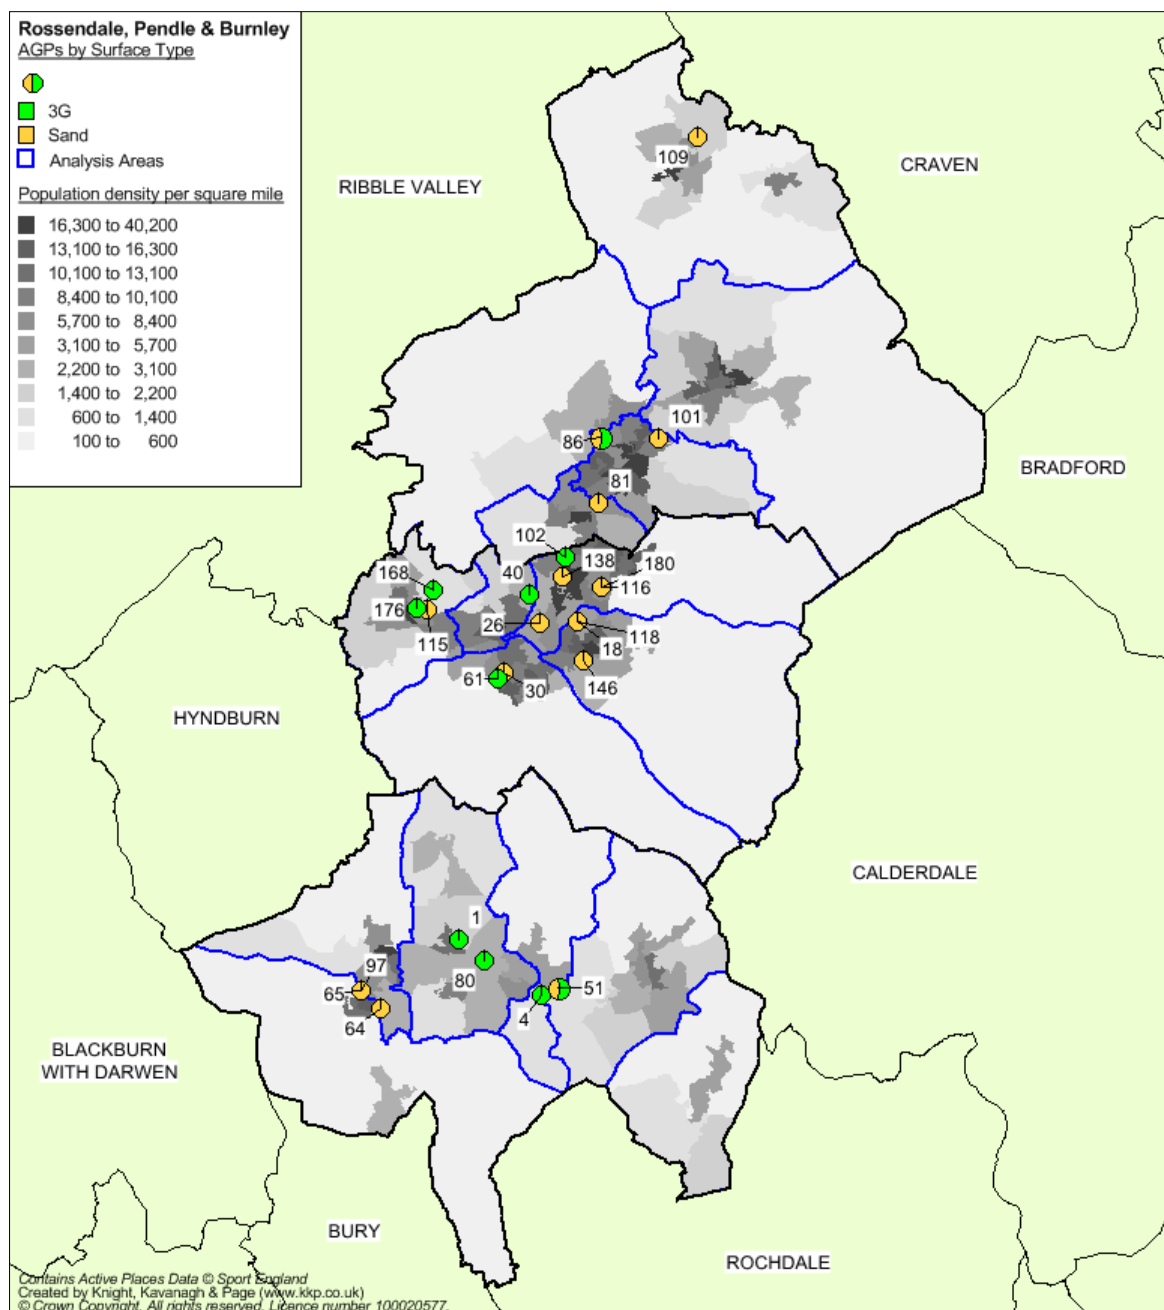 Rossendale, Pendle & Burnley
AGPs by Surface Type
3G
Sand
Analysis Areas
Population density per square mile
16,300 to 40,200
13,100 to 16,300
10,100 to 13,100
8,400 to 10,100
5,700 to 8,400
3,100 to 5,700
2,200 to 3,100
1,400 to 2,200
600 to 1,400
100 to 600
109
CRAVEN
RIBBLE VALLEY
101
86
BRADFORD
81
102
138
180
168
40
116
176
26
118
115
18
61
30
146
HYNDBURN
CALDERDALE
1
97
80
65
51
64
4
BLACKBURN
WITH DARWEN
BURY
ROCHDALE
Contains Active Places Data © Sport England
Created by Knight, Kavanagh & Page (www.kkp.co.uk)
© Crown Copyright. All rights reserved. Licence number 100020577.